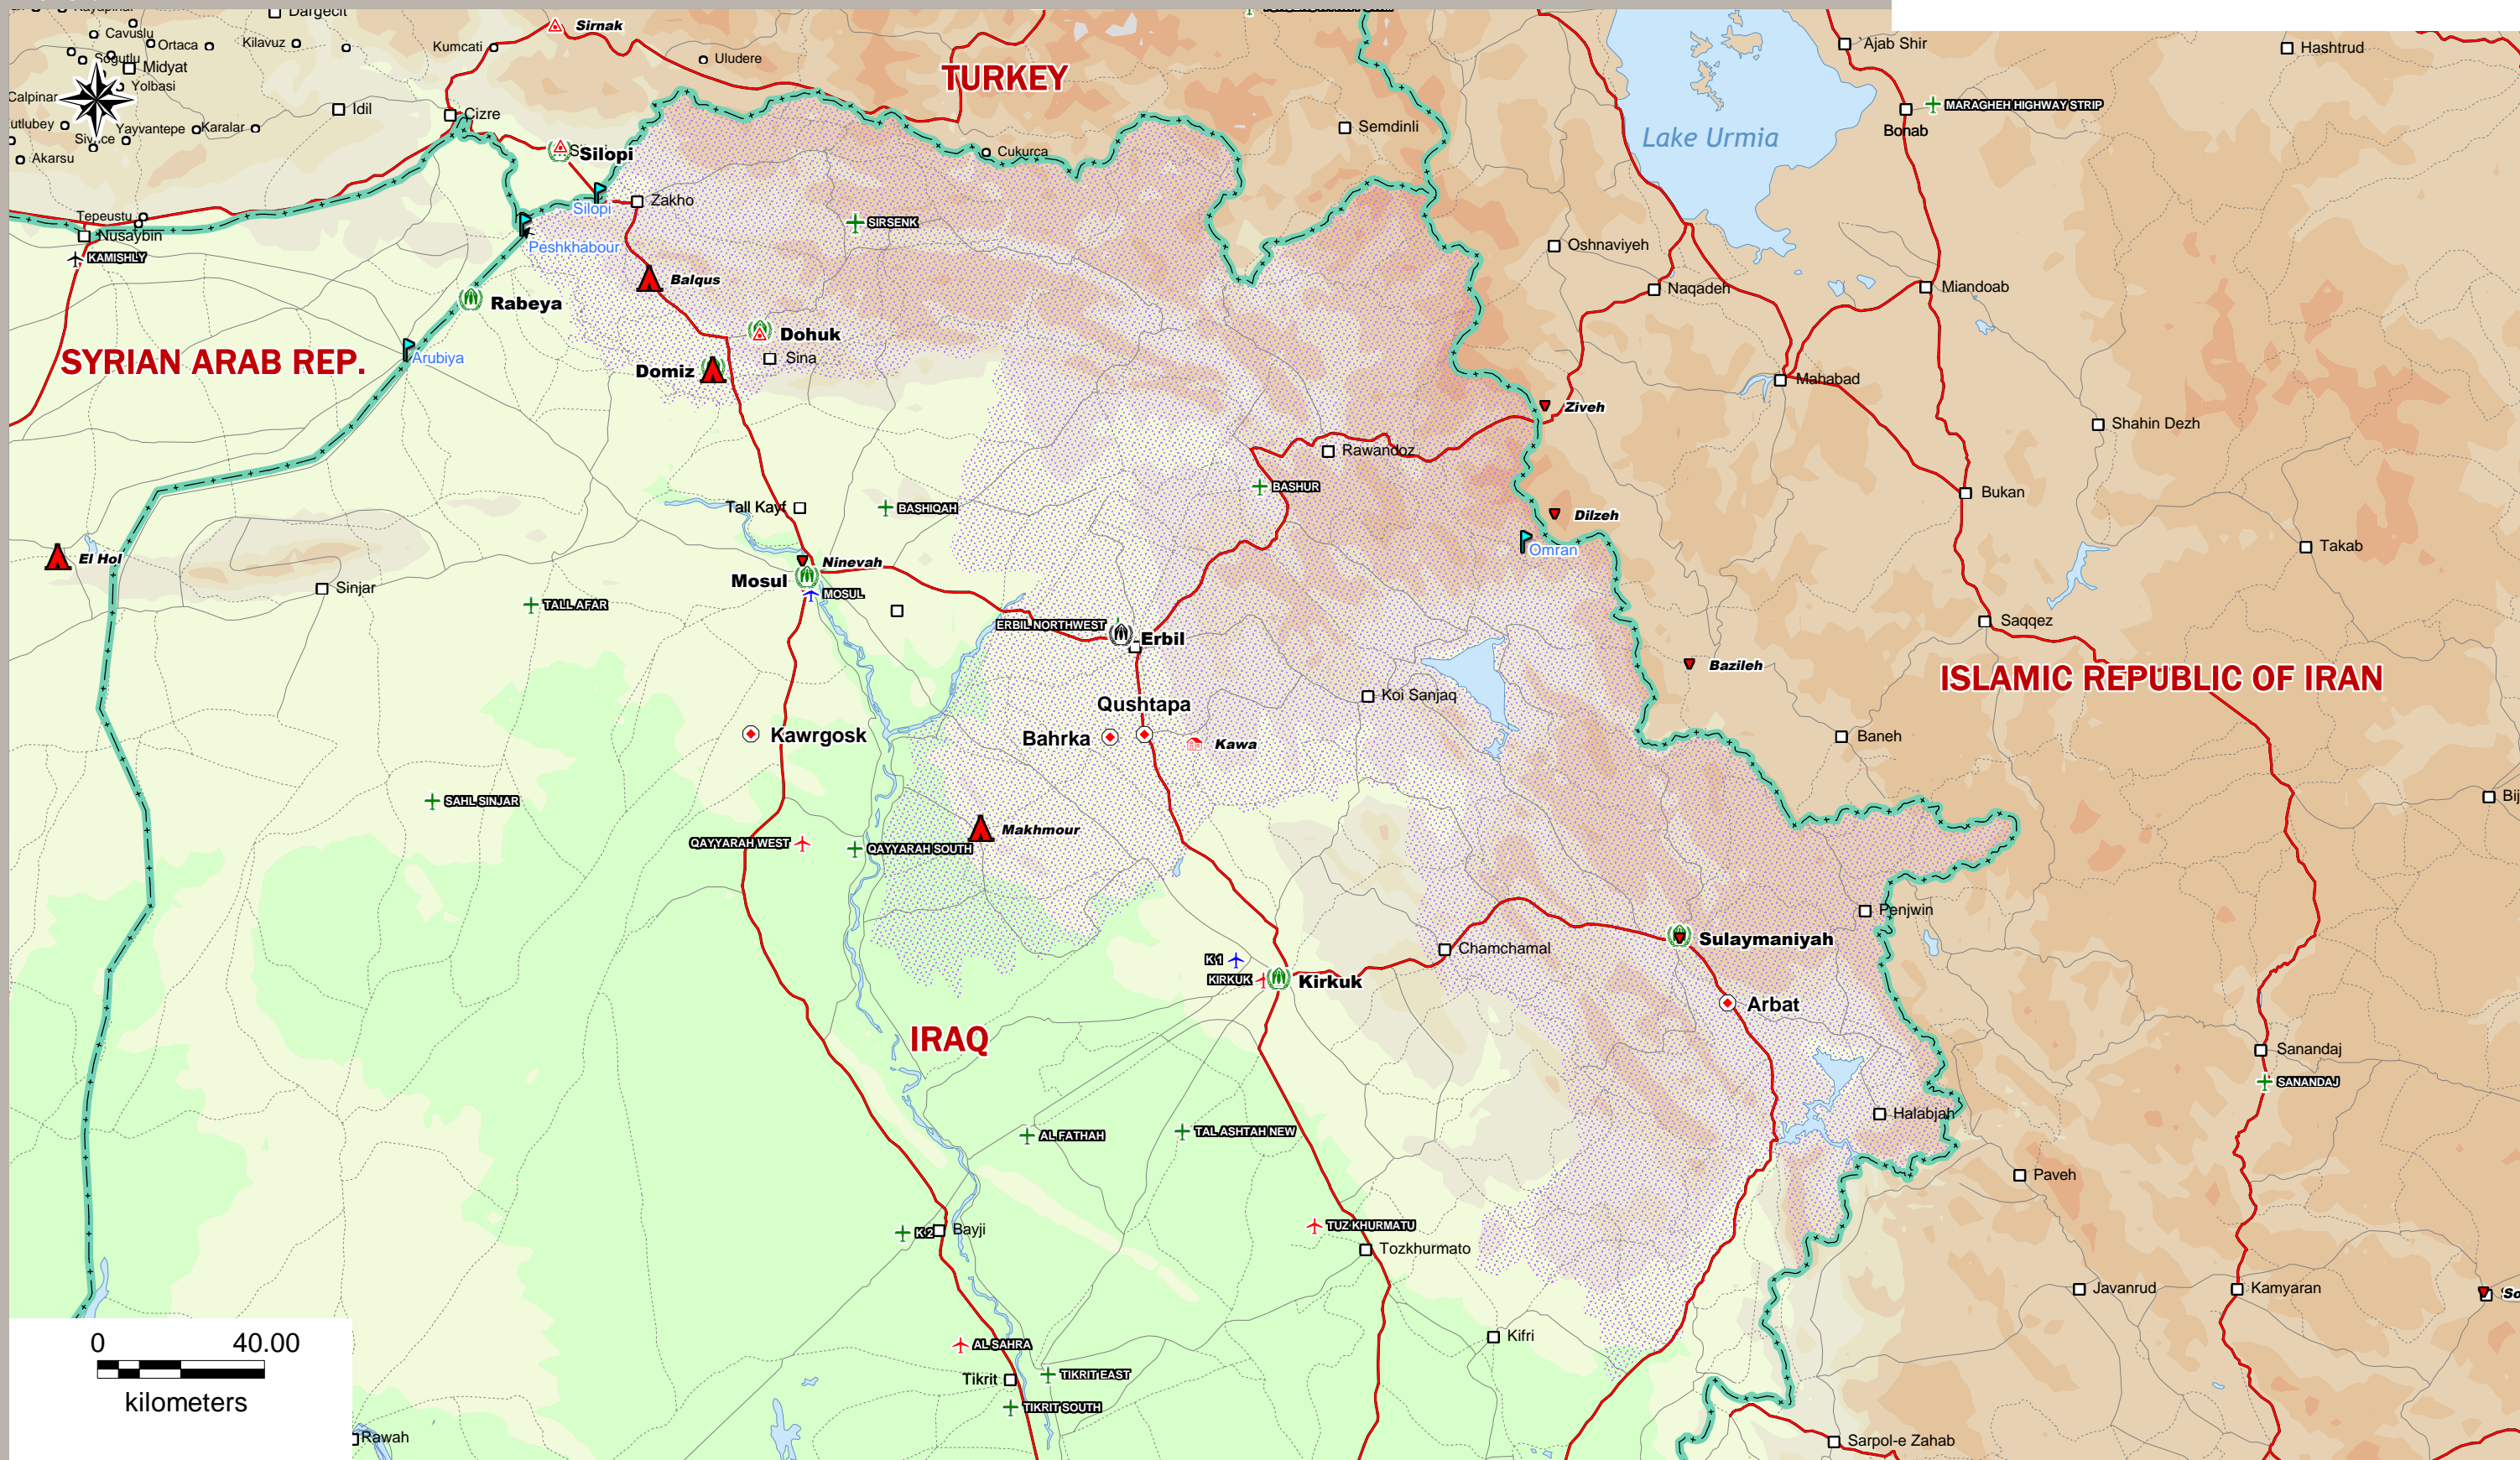 Dargecit
Cavuslu
Ortaca
Kilavuz
Sogutlu
Midyat
Yolbasi
Calpinar
Yayvantepe
Karalar
Akarsu
Idil
Kumcati
Sirnak
Uludere
TURKEY
Cizre
Silopi
Cukurca
Semdinli
Lake Urmia
Ajab Shir
Hashtrud
MARAGHEH HIGHWAY STRIP
Bonab
Silopi
Zakho
Tepeustu
Nusaybin
KAMISHLY
Peshkhabour
SIRSENK
Oshnaviyeh
Naqadeh
Miandoab
Balqus
Rabeya
Dohuk
Sina
SYRIAN ARAB REP.
Arubiya
Domiz
Mahabad
Ziveh
Shahin Dezh
Rawandoz
BASHUR
Bukan
Tall Kayf
BASHIQAH
Dilzeh
Omran
Takab
El Hol
Sinjar
Ninevah
Mosul
MOSUL
TALL AFAR
ERBIL NORTHWEST
Erbil
Saqqez
Bazileh
ISLAMIC REPUBLIC OF IRAN
Koi Sanjaq
Qushtapa
Kawrgosk
Bahrka
Kawa
Baneh
SAHL SINJAR
Bij
Makhmour
QAYYARAH WEST
QAYYARAH SOUTH
Penjwin
Sulaymaniyah
Chamchamal
K1
KIRKUK
Kirkuk
Arbat
IRAQ
Sanandaj
SANANDAJ
Halabjah
AL FATHAH
TAL ASHTAH NEW
Paveh
K2
Bayji
TUZ KHURMATU
Tozkhurmato
Javanrud
Kamyaran
So
Kifri
AL SAHRA
Tikrit
TIKRIT EAST
TIKRIT SOUTH
0 40.00
kilometers
Rawah
Sarpol-e Zahab